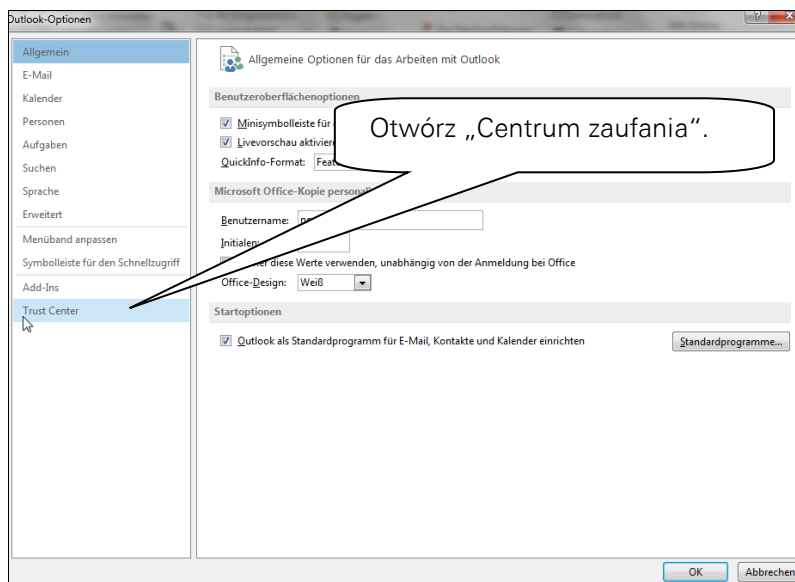 Outlook-Optionen
Allgemein
E-Mail
Kalender
Personen
Aufgaben
Suchen
Sprache
Erweitert
Menüband anpassen
Symbolleiste für den Schnellzugriff
Add-Ins
Trust Center
Allgemeine Optionen für das Arbeiten mit Outlook
Benutzeroberflächenoptionen
Minisymbolleiste für
Livevorschau
QuickInfo-Format:
Otwórz „Centrum zaufania“.
Microsoft Office-Kopie
Benutzername:
Initialen:
diese Werte verwenden, unabhängig von der Anmeldung bei Office
Office-Design: Weiß
Startoptionen
Outlook als Standardprogramm für E-Mail, Kontakte und Kalender einrichten
Standardprogramme...
OK
Abbrechen